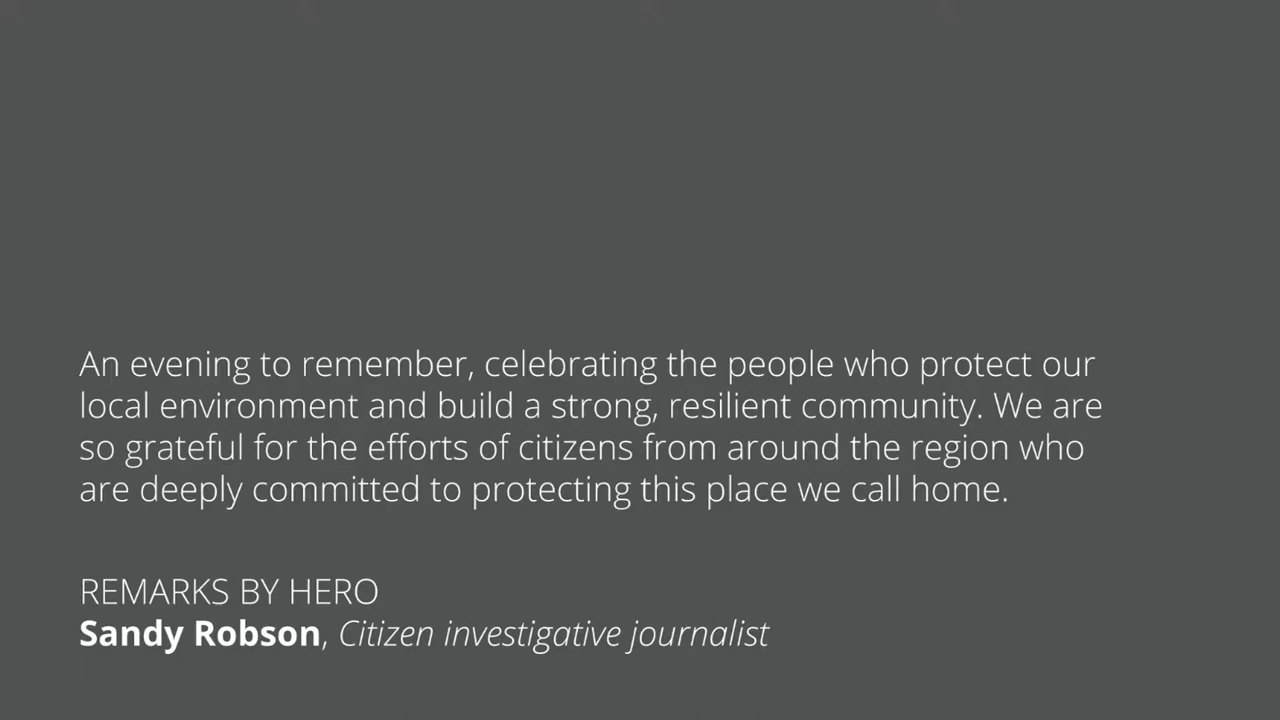 An evening to remember, celebrating the people who protect our
local environment and build a strong, resilient community. We are
so grateful for the efforts of citizens from around the region who
are deeply committed to protecting this place we call home.
REMARKS BY HERO
Sandy Robson, Citizen investigative journalist